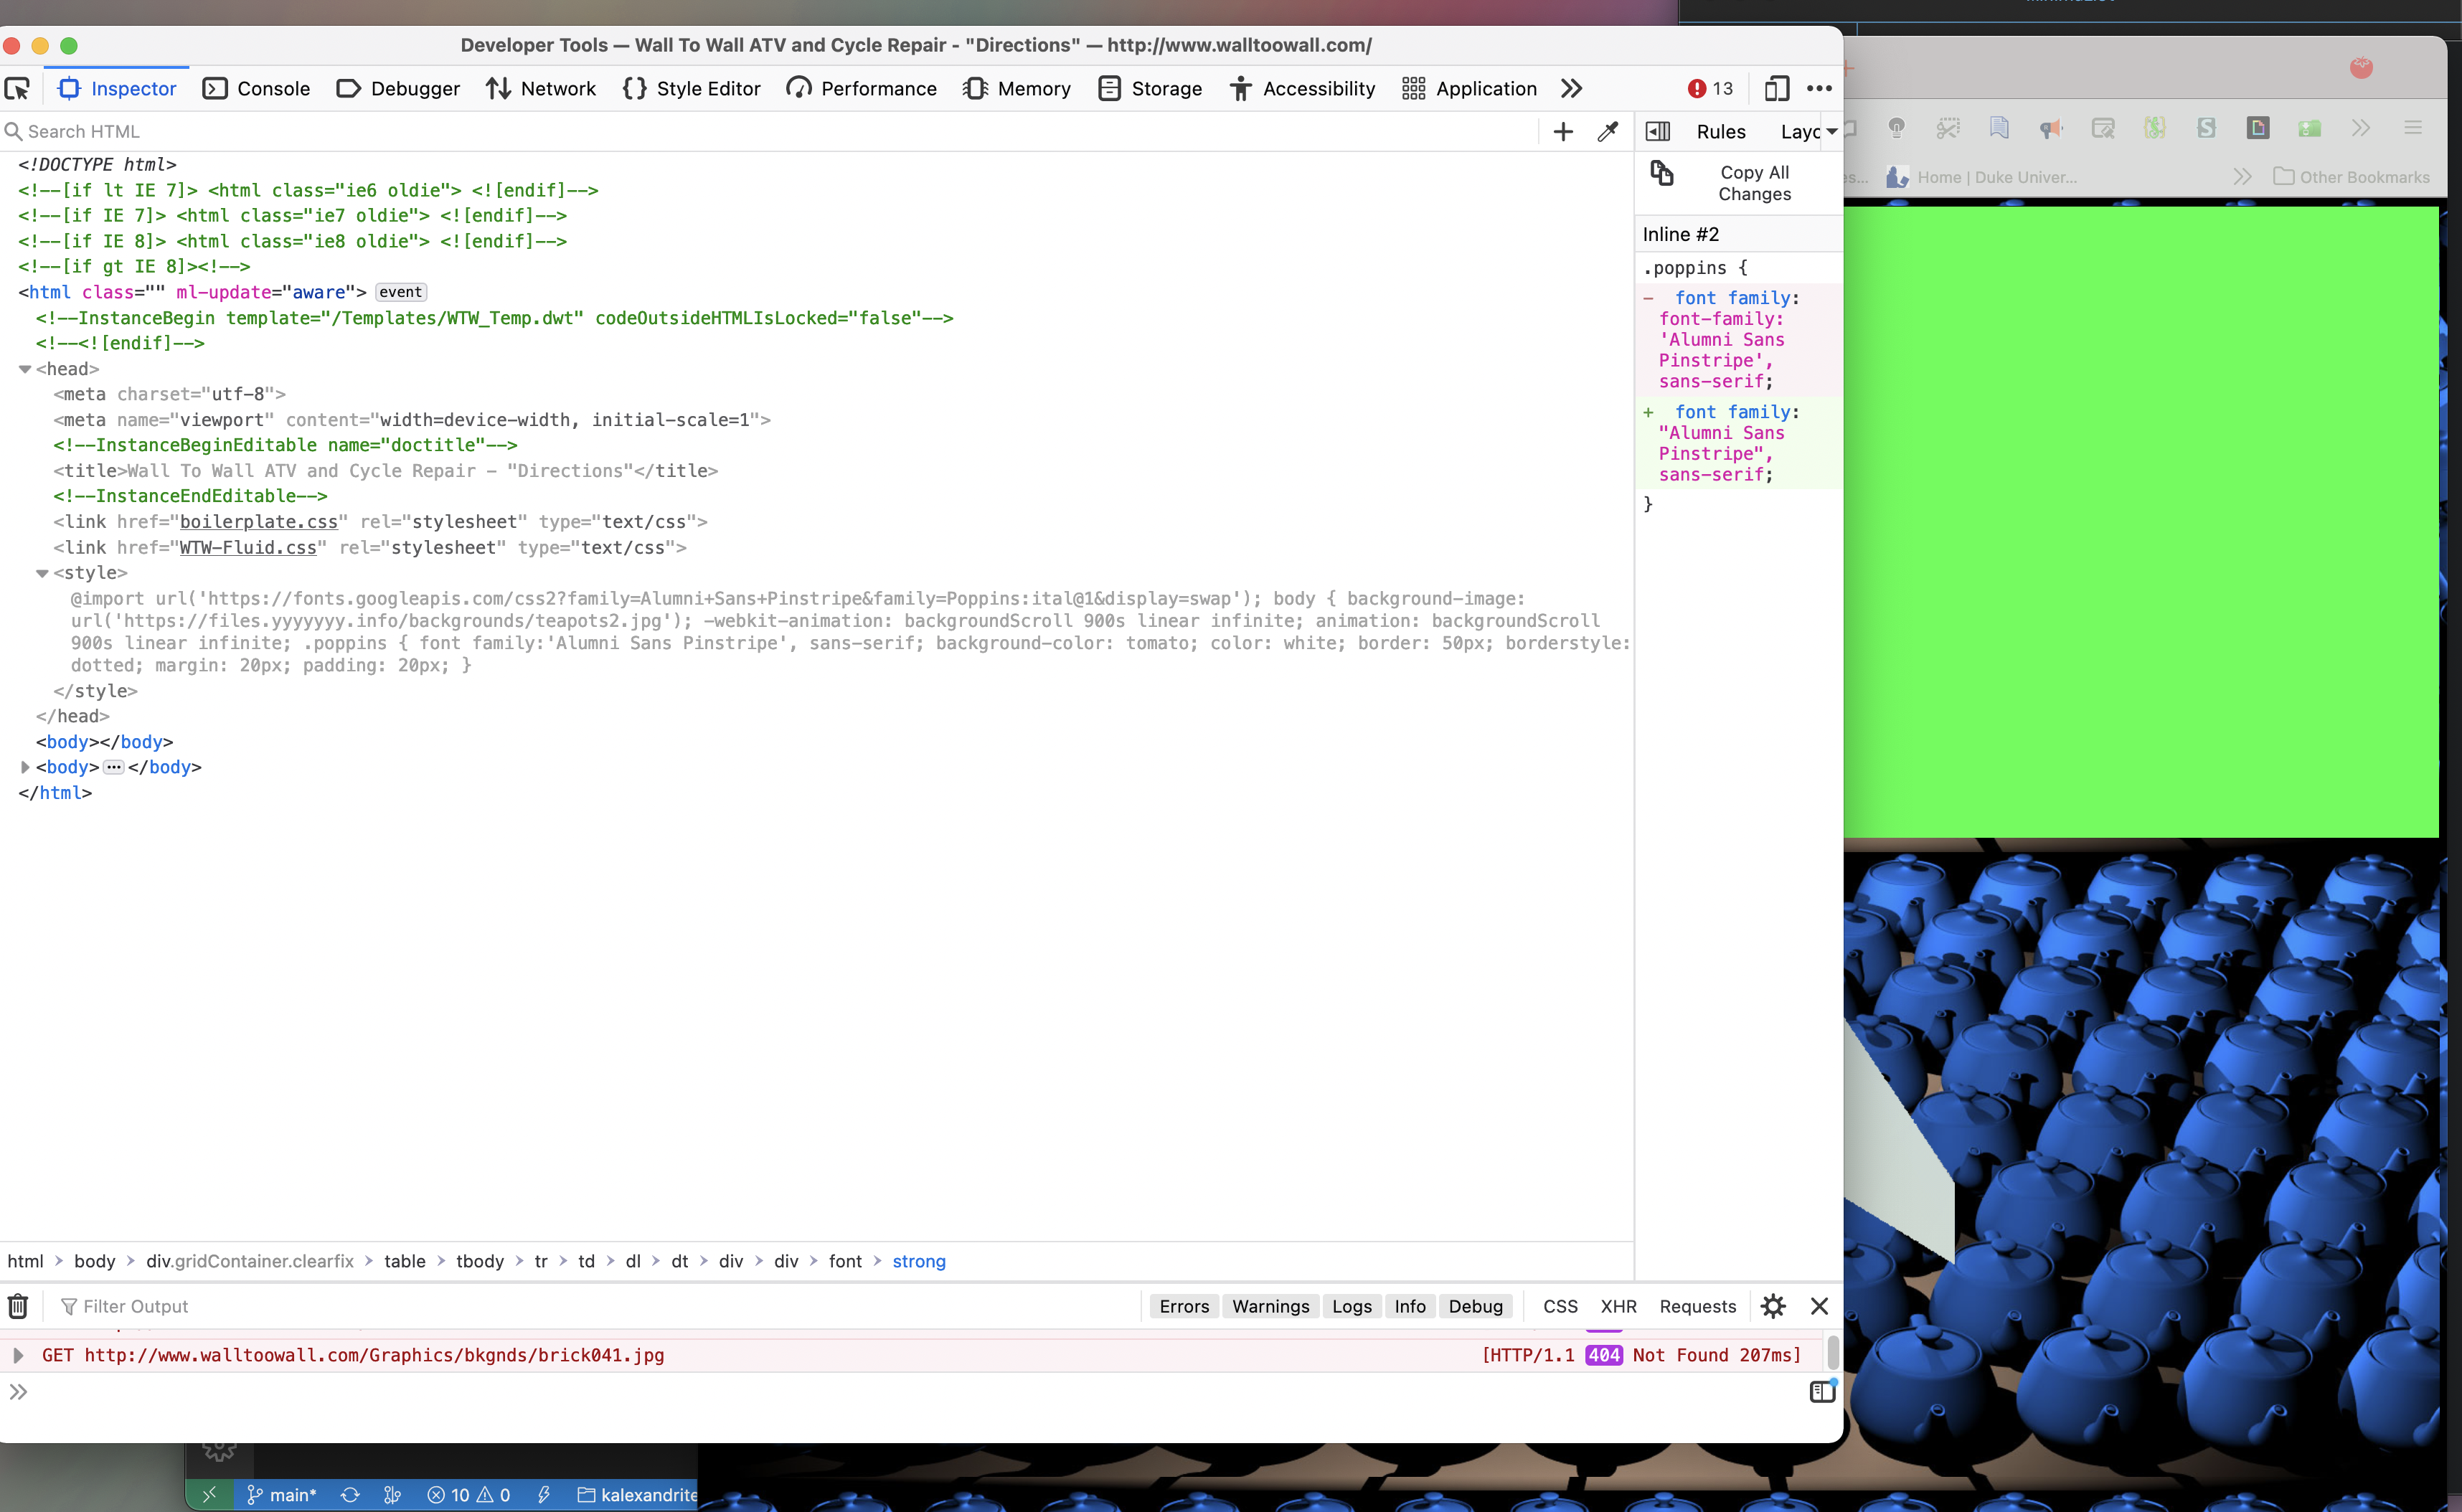 Developer Tools — Wall To Wall ATV and Cycle Repair - "Directions" — http://www.walltoowall.com/
Inspector Console Debugger Network Style Editor Performance Memory Storage Accessibility Application 13
Search HTML
Rules Layc
Copy All
Changes
Inline #2
.poppins {
- font family:
font-family:
'Alumni Sans
Pinstripe',
sans-serif;
+ font family:
"Alumni Sans
Pinstripe",
sans-serif;
}
<!DOCTYPE html>
<!--[if lt IE 7]> <html class="ie6 oldie"> <![endif]-->
<!--[if IE 7]> <html class="ie7 oldie"> <![endif]-->
<!--[if IE 8]> <html class="ie8 oldie"> <![endif]-->
<!--[if gt IE 8]><!-->
<html class="" ml-update="aware"> event
<!--InstanceBegin template="/Templates/WTW_Temp.dwt" codeOutsideHTMLIsLocked="false"-->
<!--<![endif]-->
<head>
<meta charset="utf-8">
<meta name="viewport" content="width=device-width, initial-scale=1">
<!--InstanceBeginEditable name="doctitle"-->
<title>Wall To Wall ATV and Cycle Repair - "Directions"</title>
<!--InstanceEndEditable-->
<link href="boilerplate.css" rel="stylesheet" type="text/css">
<link href="WTW-Fluid.css" rel="stylesheet" type="text/css">
<style>
@import url('https://fonts.googleapis.com/css2?family=Alumni+Sans+Pinstripe&family=Poppins:ital@1&display=swap'); body { background-image:
url('https://files.yyyyyyy.info/backgrounds/teapots2.jpg'); -webkit-animation: backgroundScroll 900s linear infinite; animation: backgroundScroll
900s linear infinite; .poppins { font family:'Alumni Sans Pinstripe', sans-serif; background-color: tomato; color: white; border: 50px; borderstyle:
dotted; margin: 20px; padding: 20px; }
</style>
</head>
<body></body>
<body>…</body>
</html>
html > body > div.gridContainer.clearfix > table > tbody > tr > td > dl > dt > div > div > font > strong
Filter Output Errors Warnings Logs Info Debug CSS XHR Requests
GET http://www.walltoowall.com/Graphics/bkgnds/brick041.jpg [HTTP/1.1 404 Not Found 207ms]
main* 10 0 kalexandrite
es... Home | Duke Univer... Other Bookmarks